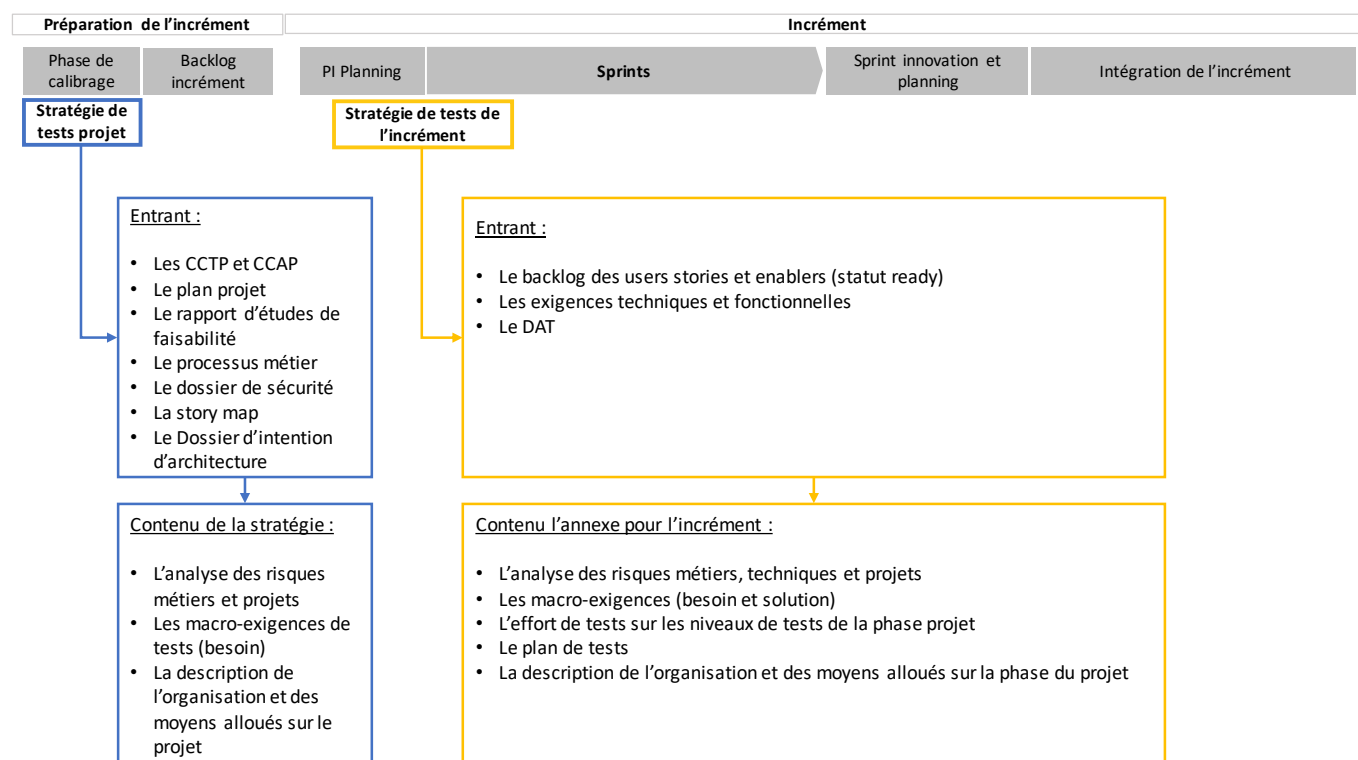 Préparation de l'incrément
Incrément
Phase de
calibrage
Backlog
incrément
PI Planning
Sprints
Sprint innovation et
planning
Intégration de l'incrément
Stratégie de
tests projet
Stratégie de tests de
l'incrément
Entrant :
• Les CCTP et CCAP
• Le plan projet
• Le rapport d'études de
faisabilité
• Le processus métier
• Le dossier de sécurité
• La story map
• Le Dossier d'intention
d'architecture
Entrant :
• Le backlog des users stories et enablers (statut ready)
• Les exigences techniques et fonctionnelles
• Le DAT
Contenu de la stratégie :
• L'analyse des risques
métiers et projets
• Les macro-exigences de
tests (besoin)
• La description de
l'organisation et des
moyens alloués sur le
projet
Contenu l'annexe pour l'incrément :
• L'analyse des risques métiers, techniques et projets
• Les macro-exigences (besoin et solution)
• L'effort de tests sur les niveaux de tests de la phase projet
• Le plan de tests
• La description de l'organisation et des moyens alloués sur la phase du projet